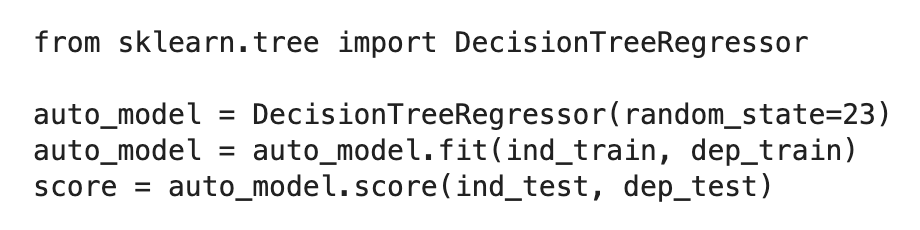 from sklearn.tree import DecisionTreeRegressor
auto_model = DecisionTreeRegressor(random_state=23)
auto_model = auto_model.fit(ind_train, dep_train)
score = auto_model.score(ind_test, dep_test)